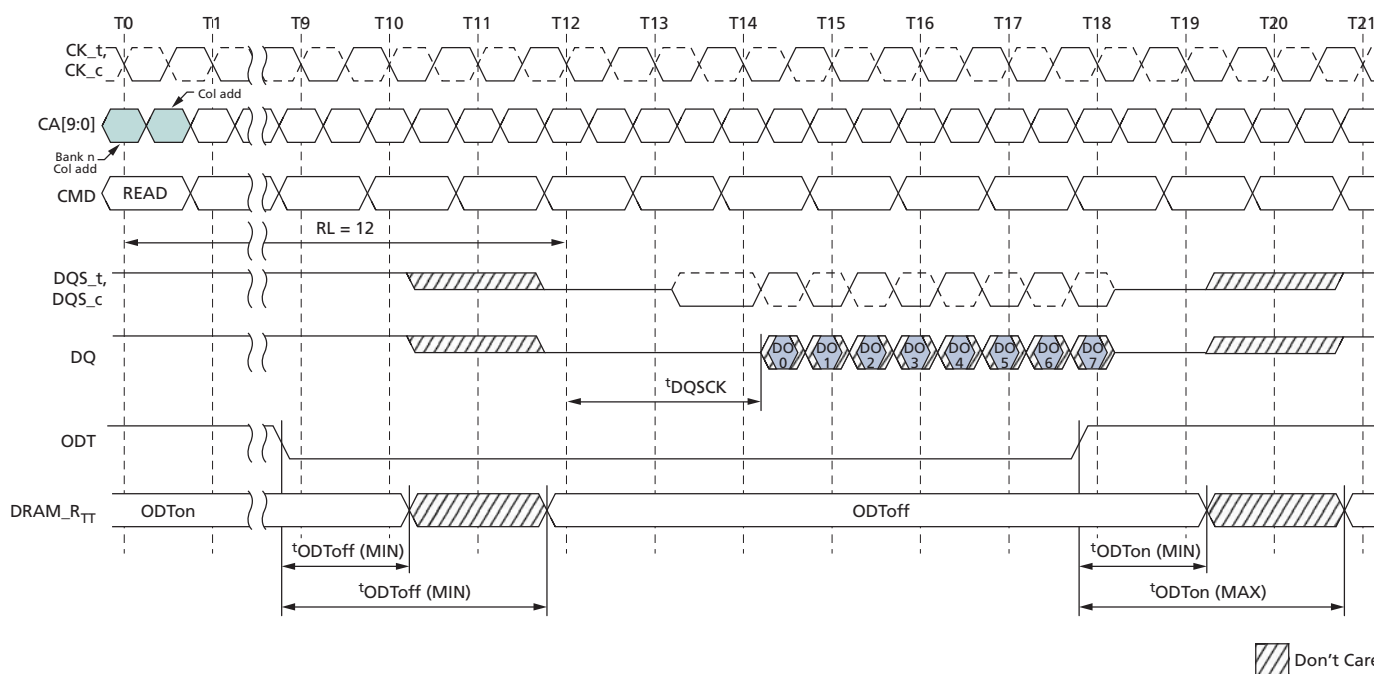 T0 T1 T9 T10 T11 T12 T13 T14 T15 T16 T17 T18 T19 T20 T21
CK_t,
CK_c
Col add
CA[9:0]
Bank n
Col add
CMD READ
RL = 12
DQS_t,
DQS_c
DQ DO 0 DO 1 DO 2 DO 3 DO 4 DO 5 DO 6 DO 7
tDQSCK
ODT
DRAM_RTT ODTon ODToff
tODToff (MIN) tODTon (MIN)
tODToff (MIN) tODTon (MAX)
Don't Care